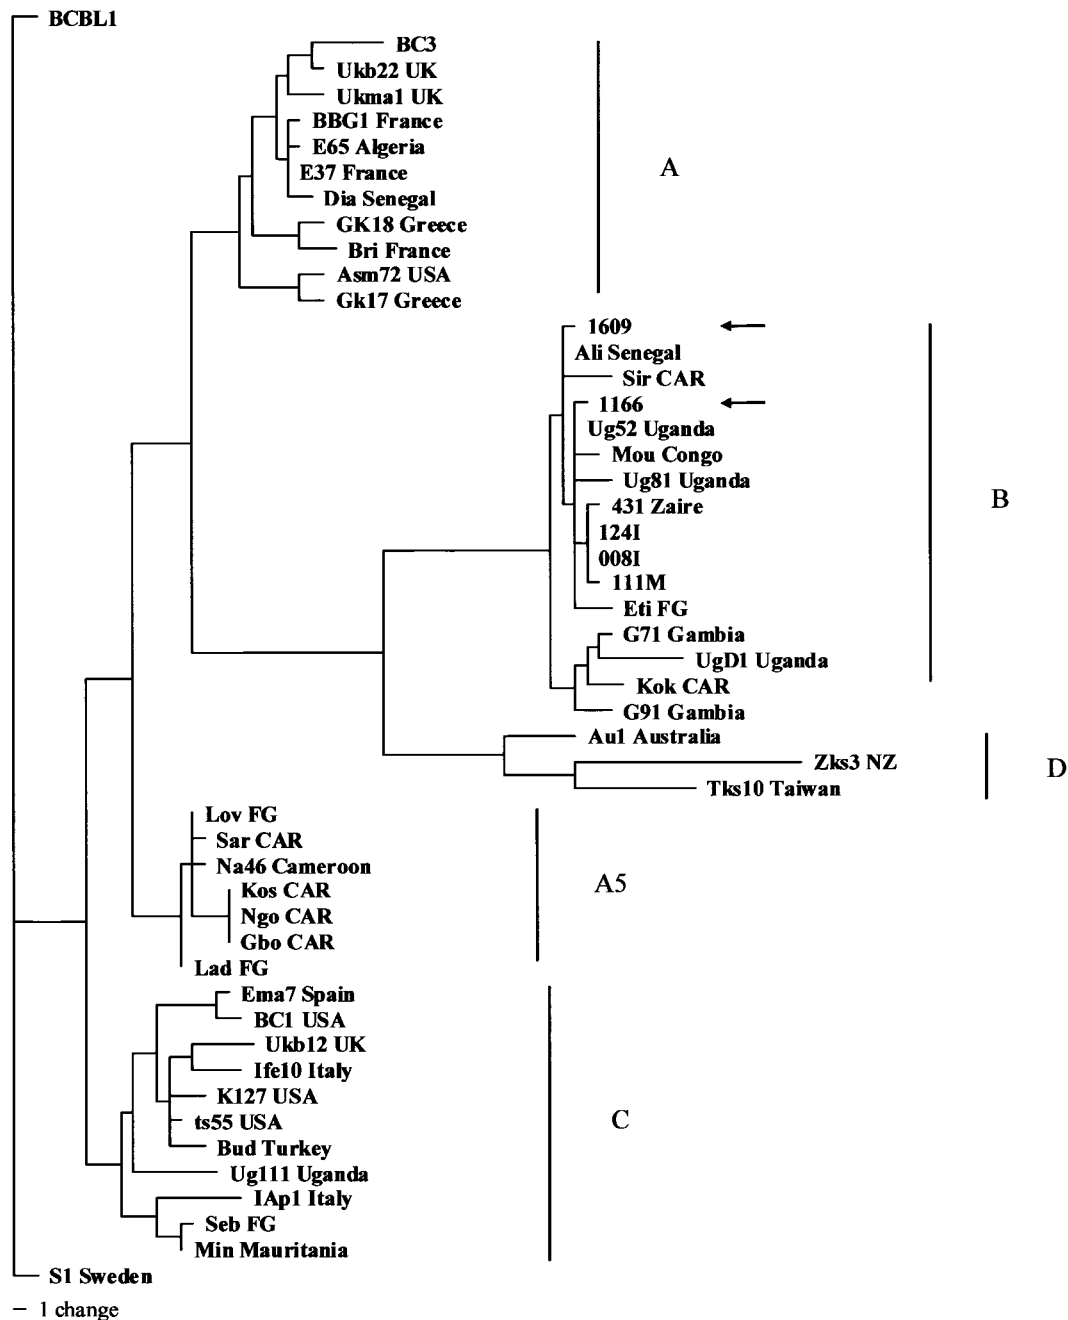 BCBL1
BC3
Ukb22 UK
Ukma1 UK
BBG1 France
E65 Algeria
E37 France
A
Dia Senegal
GK18 Greece
Bri France
Asm72 USA
Gk17 Greece
1609
Ali Senegal
Sir CAR
1166
Ug52 Uganda
Mou Congo
Ug81 Uganda
B
431 Zaire
124I
008I
111M
Eti FG
G71 Gambia
UgD1 Uganda
Kok CAR
G91 Gambia
Au1 Australia
Zks3 NZ
D
Tks10 Taiwan
Lov FG
Sar CAR
Na46 Cameroon
A5
Kos CAR
Ngo CAR
Gbo CAR
Lad FG
Ema7 Spain
BC1 USA
Ukb12 UK
Ife10 Italy
K127 USA
ts55 USA
C
Bud Turkey
Ug111 Uganda
IAp1 Italy
Seb FG
Min Mauritania
S1 Sweden
1 change